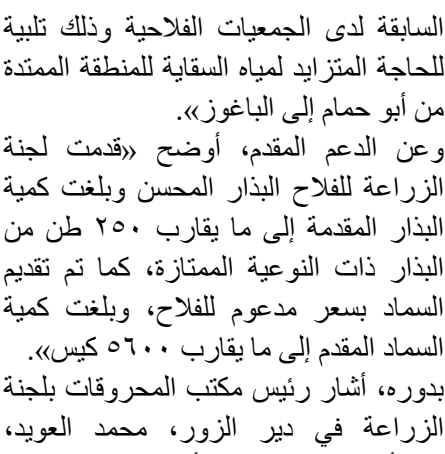 السابقة لدى الجمعيات الفلاحية وذلك تلبية
للحاجة المتزايد لمياه السقاية للمنطقة الممتدة
من أبو حمام إلى الباغوز».
وعن الدعم المقدم، أوضح «قدمت لجنة
الزراعة للفلاح البذار المحسن وبلغت كمية
البذار المقدمة إلى ما يقارب ٢٥٠ طن من
البذار ذات النوعية الممتازة، كما تم تقديم
السماد بسعر مدعوم للفلاح، وبلغت كمية
السماد المقدم إلى ما يقارب ٥٦٠٠ كيس».
بدوره، أشار رئيس مكتب المحروقات بلجنة
الزراعة في دير الزور، محمد العويد،